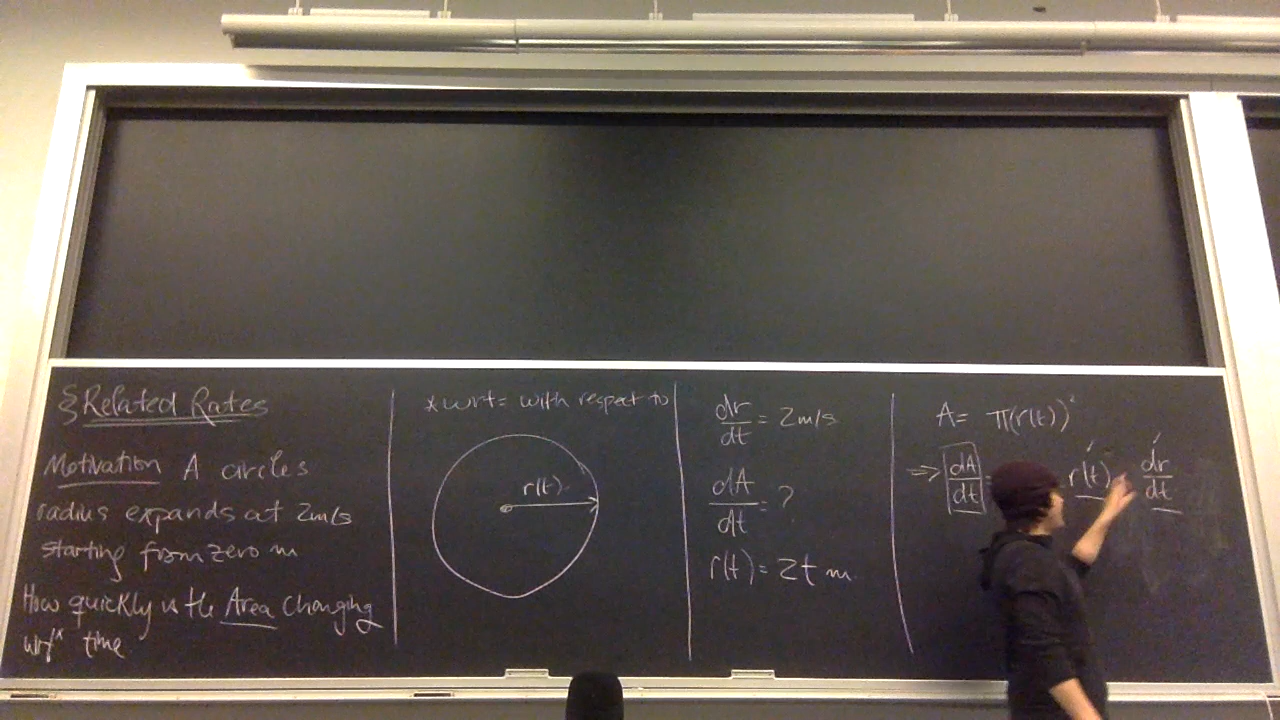 § Related Rates
Motivation A circles
radius expands at 2m/s
starting from zero m
How quickly is the Area Changing
wrt* time
*wrt= with respect to
r(t)
dr/dt = 2m/s
dA/dt = ?
r(t) = 2t m
A= π(r(t))²
⇒ dA/dt = r(t) dr/dt